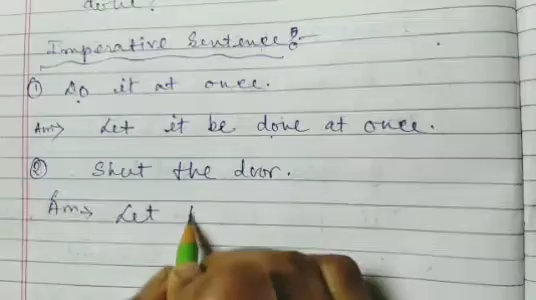 done?
Imperative Sentence :-
① Do it at once.
Ans→ Let it be done at once.
② Shut the door.
Ans→ Let